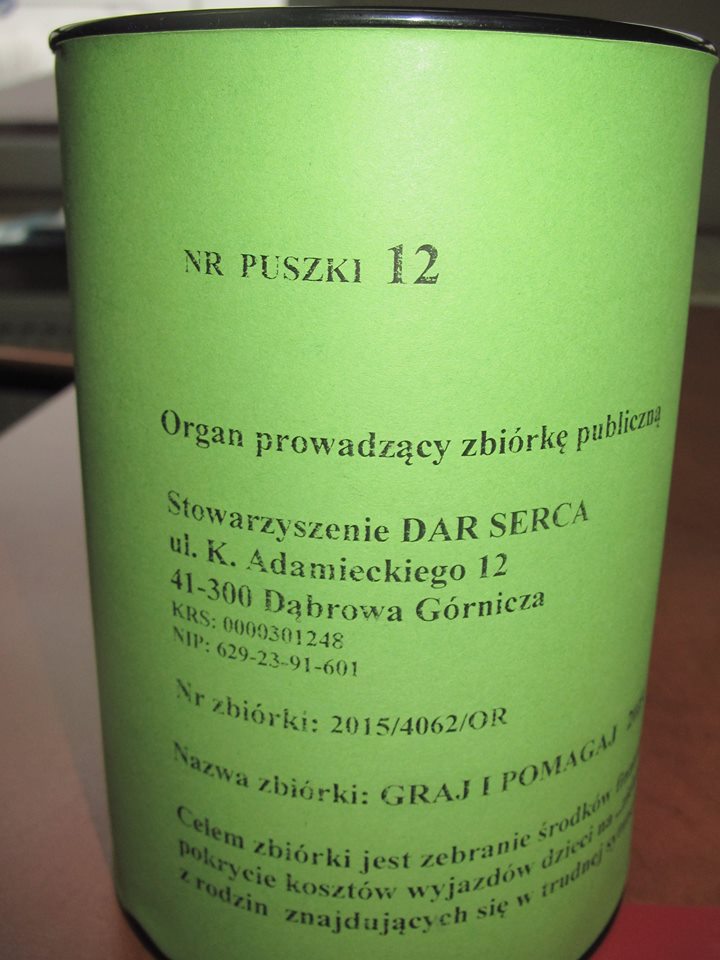 NR PUSZKI 12
Organ prowadzący zbiórkę publiczną
Stowarzyszenie DAR SERCA
ul. K. Adamieckiego 12
41-300 Dąbrowa Górnicza
KRS: 0000301248
NIP: 629-23-91-601
Nr zbiórki: 2015/4062/OR
Nazwa zbiórki: GRAJ I POMAGAJ
Celem zbiórki jest zebranie środków
pokrycie kosztów wyjazdów dzieci na
z rodzin znajdujących się w trudnej